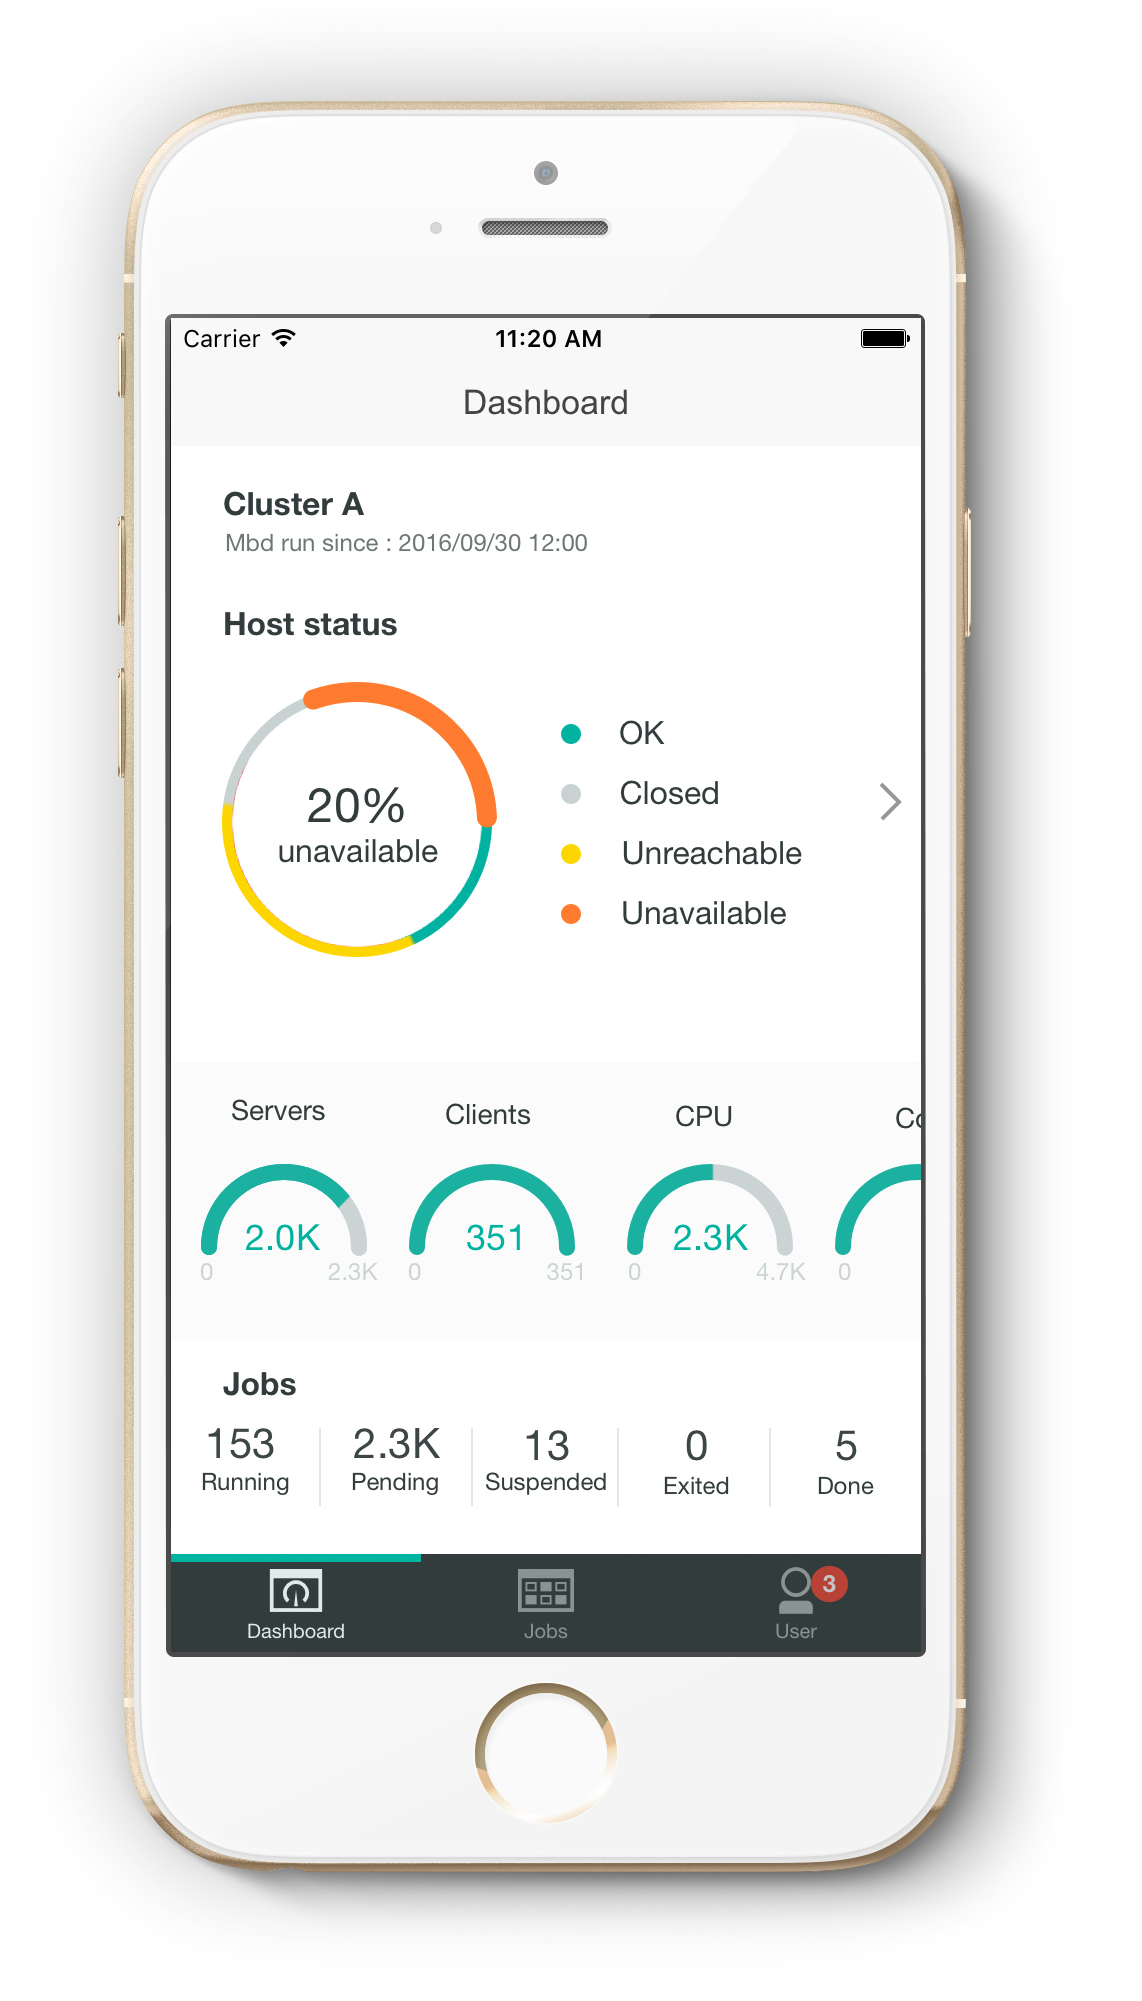 Carrier 11:20 AM
Dashboard
Cluster A
Mbd run since : 2016/09/30 12:00
Host status
20%
unavailable
OK
Closed
Unreachable
Unavailable
Servers Clients CPU
2.0K 351 2.3K
0 2.3K 0 351 0 4.7K 0
Jobs
153 2.3K 13 0 5
Running Pending Suspended Exited Done
3
Dashboard Jobs User